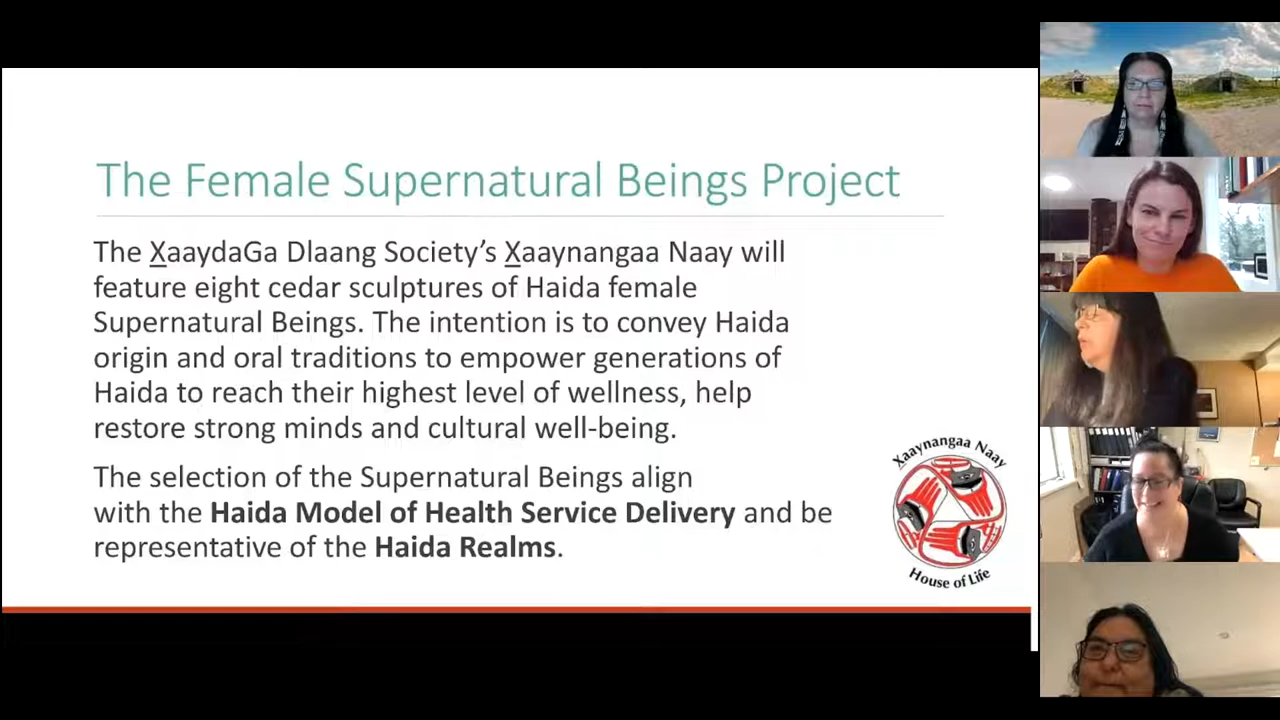 The Female Supernatural Beings Project
The X̲aaydaGa Dlaang Society’s X̲aaynangaa Naay will
feature eight cedar sculptures of Haida female
Supernatural Beings. The intention is to convey Haida
origin and oral traditions to empower generations of
Haida to reach their highest level of wellness, help
restore strong minds and cultural well-being.
The selection of the Supernatural Beings align
with the Haida Model of Health Service Delivery and be
representative of the Haida Realms.
X̲aaynangaa Naay
House of Life